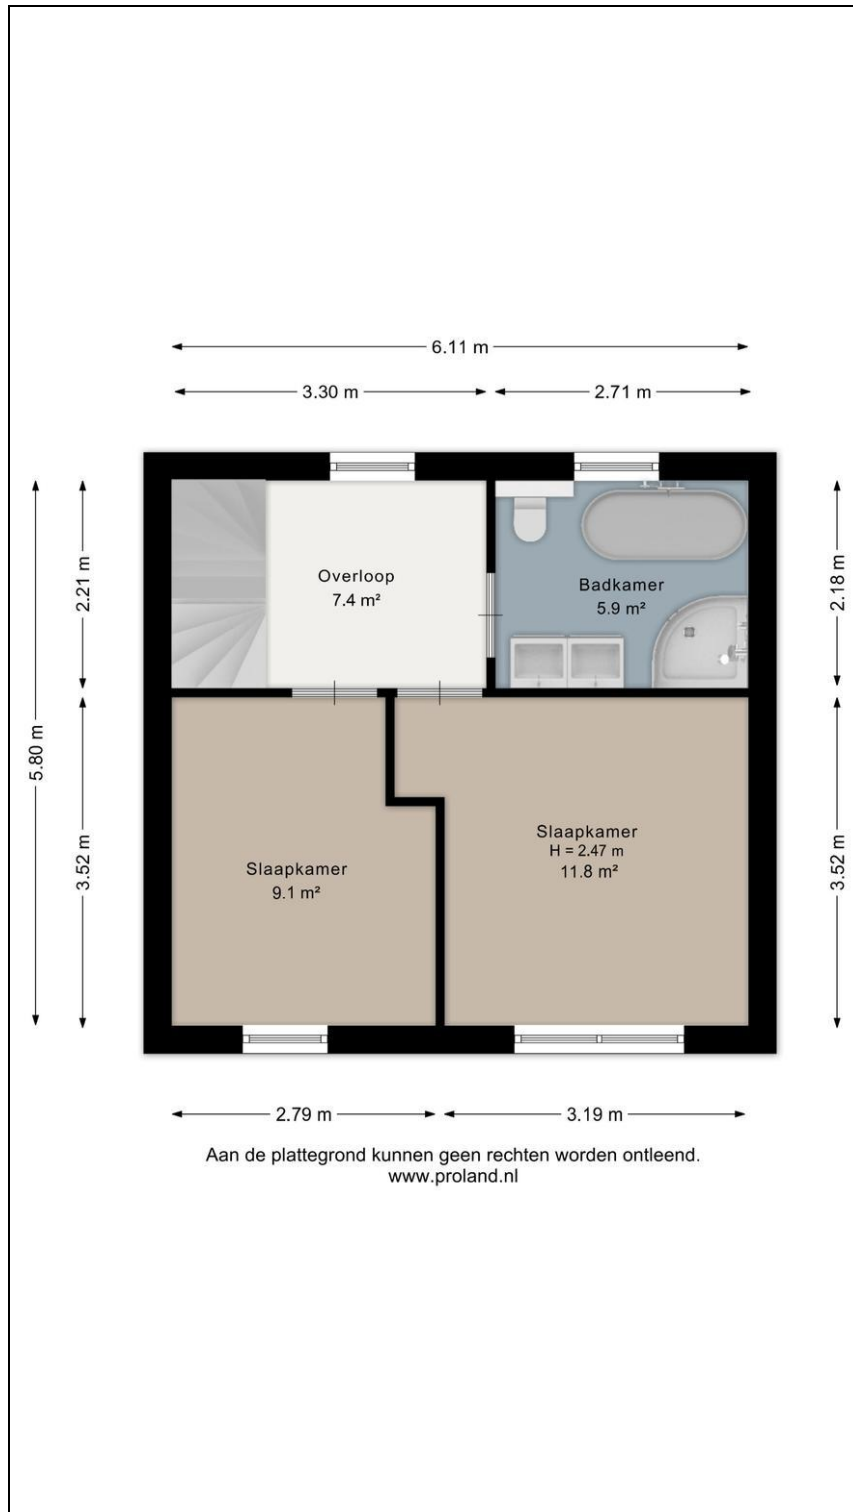 6.11 m
3.30 m
2.71 m
2.21 m
2.18 m
Overloop
7.4 m²
Badkamer
5.9 m²
5.80 m
3.52 m
3.52 m
Slaapkamer
9.1 m²
Slaapkamer
H = 2.47 m
11.8 m²
2.79 m
3.19 m
Aan de plattegrond kunnen geen rechten worden ontleend.
www.proland.nl